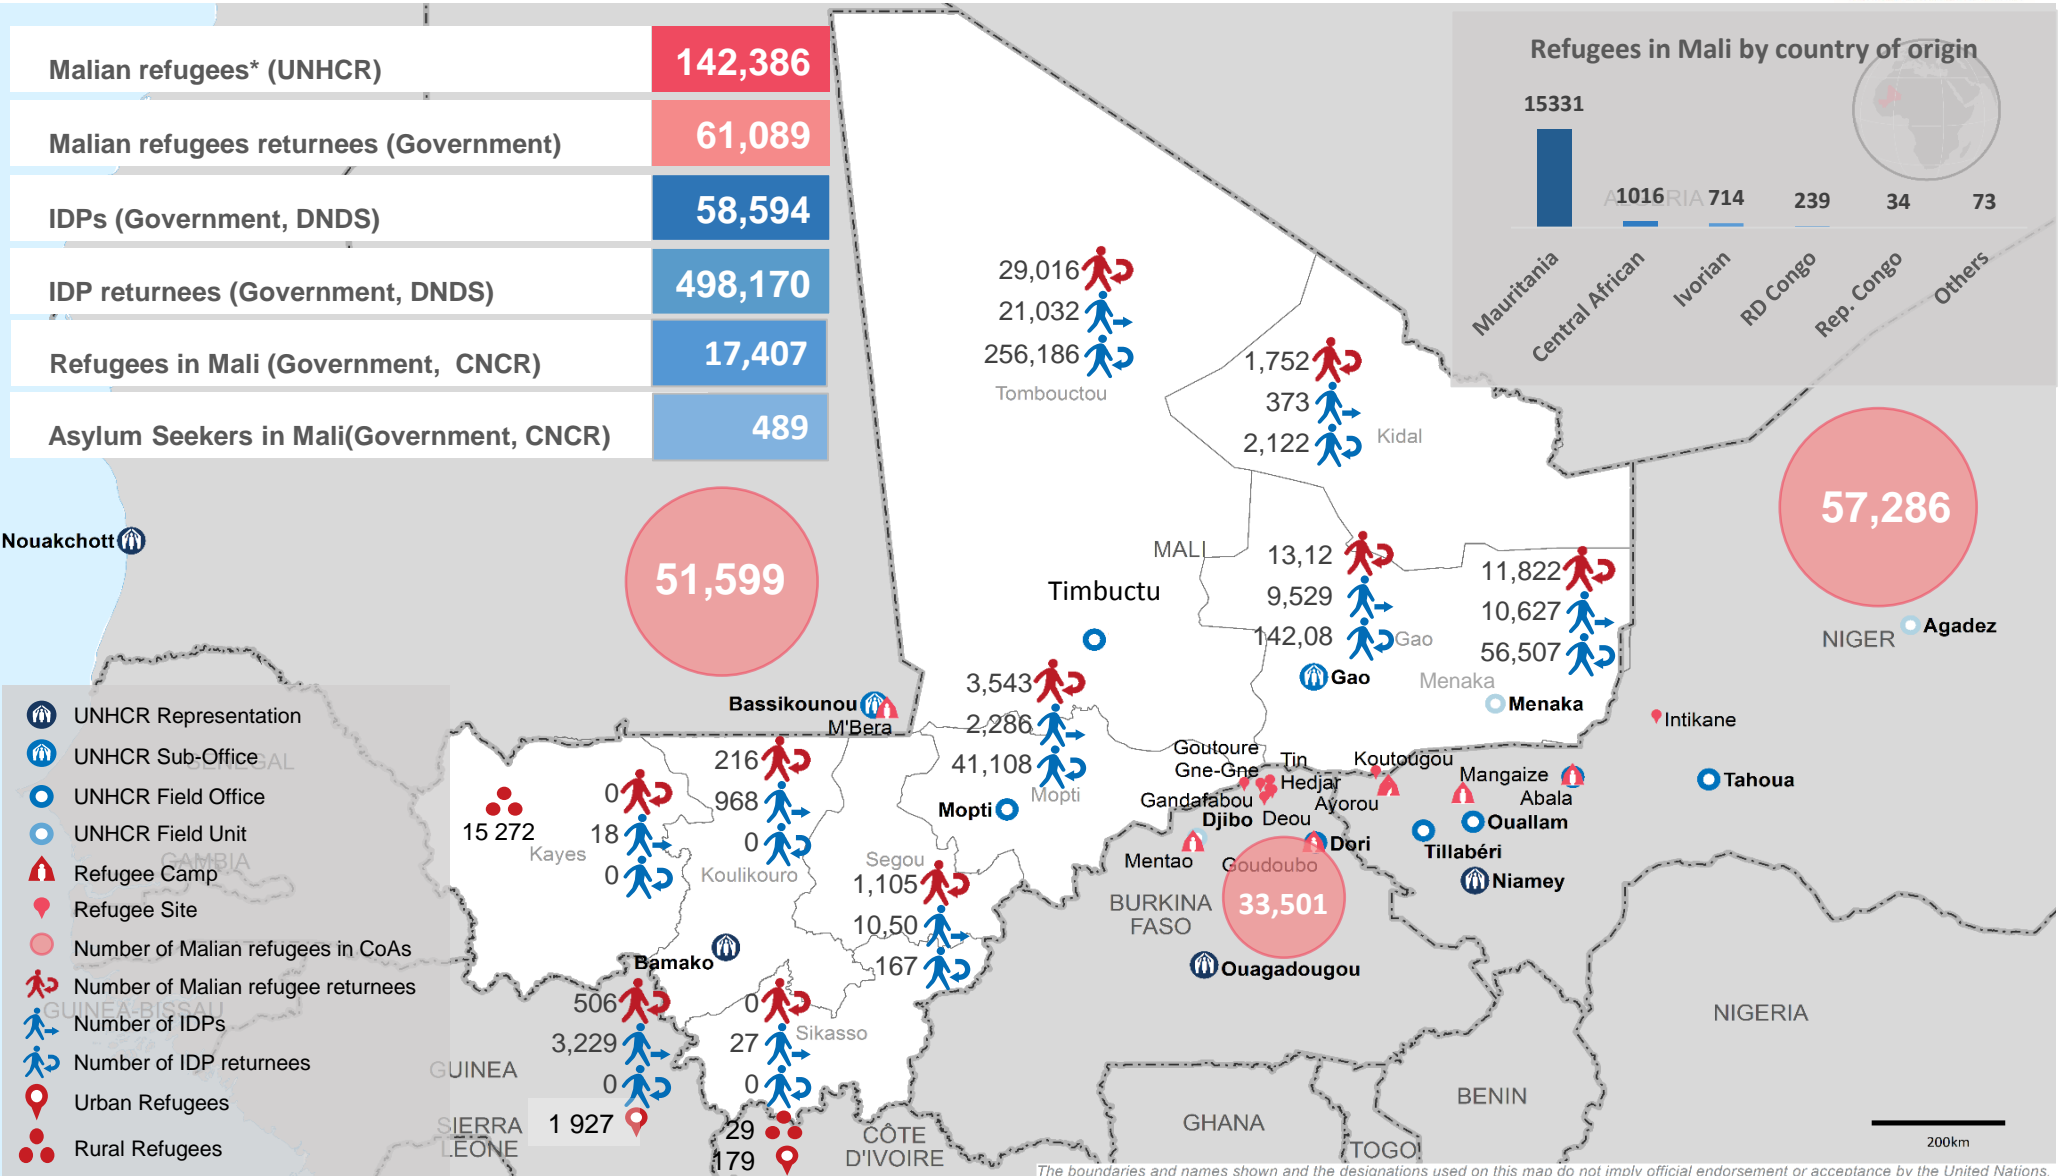 Malian refugees* (UNHCR) 142,386
Malian refugees returnees (Government) 61,089
IDPs (Government, DNDS) 58,594
IDP returnees (Government, DNDS) 498,170
Refugees in Mali (Government, CNCR) 17,407
Asylum Seekers in Mali(Government, CNCR) 489
Refugees in Mali by country of origin
15331
1016
714
239
34
73
ALGERIA
Mauritania
Central African
Ivorian
RD Congo
Rep. Congo
Others
29,016
21,032
256,186
Tombouctou
1,752
373
2,122
Kidal
57,286
51,599
Nouakchott
MALI
13,12
9,529
142,08
Gao
Gao
11,822
10,627
56,507
Menaka
Menaka
Timbuctu
NIGER
Agadez
Intikane
Tahoua
Bassikounou
M'Bera
3,543
2,286
41,108
Mopti
Mopti
Goutoure
Gne-Gne
Tin
Hedjar
Koutougou
Gandafabou
Ayorou
Mangaize
Abala
Djibo
Deou
Mentao
Goudoubo
Dori
Ouallam
Tillabéri
Niamey
BURKINA
FASO
33,501
Ouagadougou
216
968
0
Koulikouro
15 272
0
18
0
Kayes
Segou
1,105
10,50
167
Bamako
506
3,229
0
1 927
0
27
0
Sikasso
29
179
UNHCR Representation
UNHCR Sub-Office
SENEGAL
UNHCR Field Office
UNHCR Field Unit
GAMBIA
Refugee Camp
Refugee Site
Number of Malian refugees in CoAs
Number of Malian refugee returnees
GUINEA-BISSAU
Number of IDPs
Number of IDP returnees
Urban Refugees
Rural Refugees
GUINEA
SIERRA
LEONE
CÔTE
D'IVOIRE
GHANA
TOGO
BENIN
NIGERIA
200km
The boundaries and names shown and the designations used on this map do not imply official endorsement or acceptance by the United Nations.